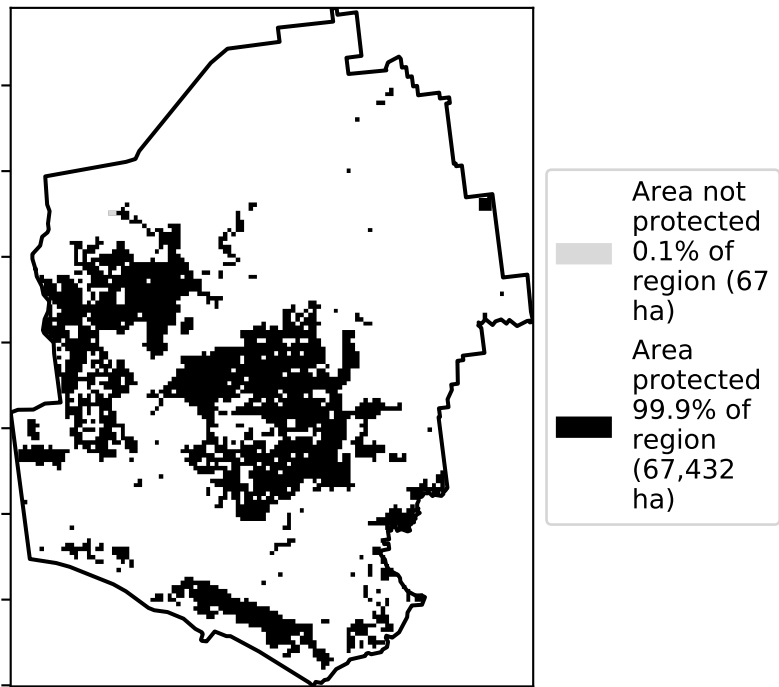 Area not
protected
0.1% of
region (67
ha)
Area
protected
99.9% of
region
(67,432
ha)